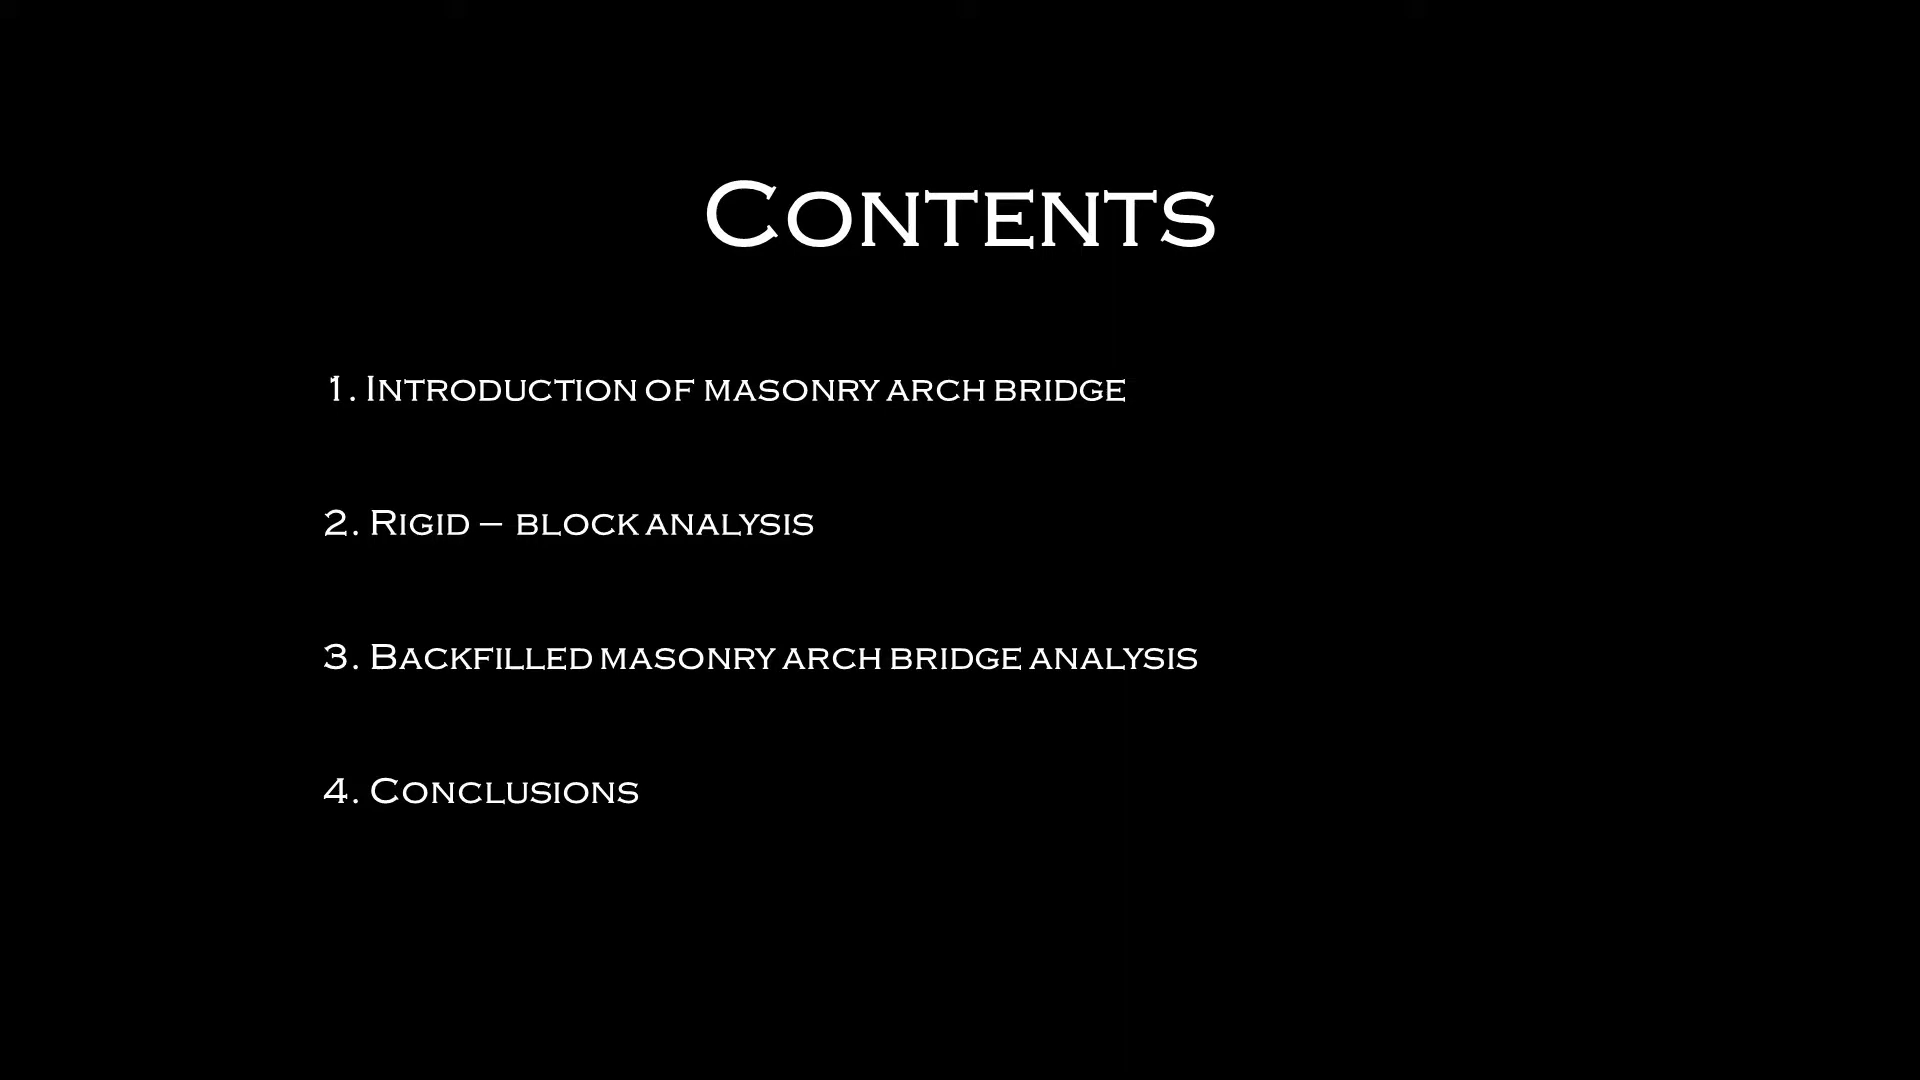 Contents
1. Introduction of masonry arch bridge
2. Rigid – block analysis
3. Backfilled masonry arch bridge analysis
4. Conclusions